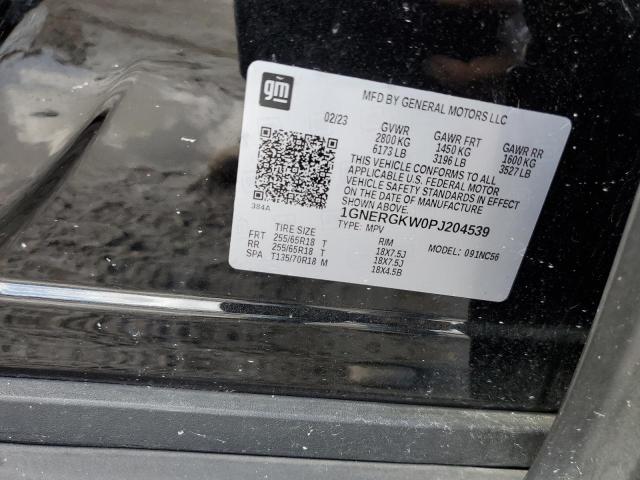 gm
MFD BY GENERAL MOTORS LLC
02/23 GVWR GAWR FRT GAWR RR
2800 KG 1450 KG 1600 KG
6173 LB 3196 LB 3527 LB
THIS VEHICLE CONFORMS TO ALL
APPLICABLE U.S. FEDERAL MOTOR
VEHICLE SAFETY STANDARDS IN EFFECT
ON THE DATE OF MANUFACTURE
SHOWN ABOVE.
384A
1GNERGKW0PJ204539
TYPE: MPV
TIRE SIZE RIM MODEL: 091NC56
FRT 255/65R18 T 18X7.5J
RR 255/65R18 T 18X7.5J
SPA T135/70R18 M 18X4.5B